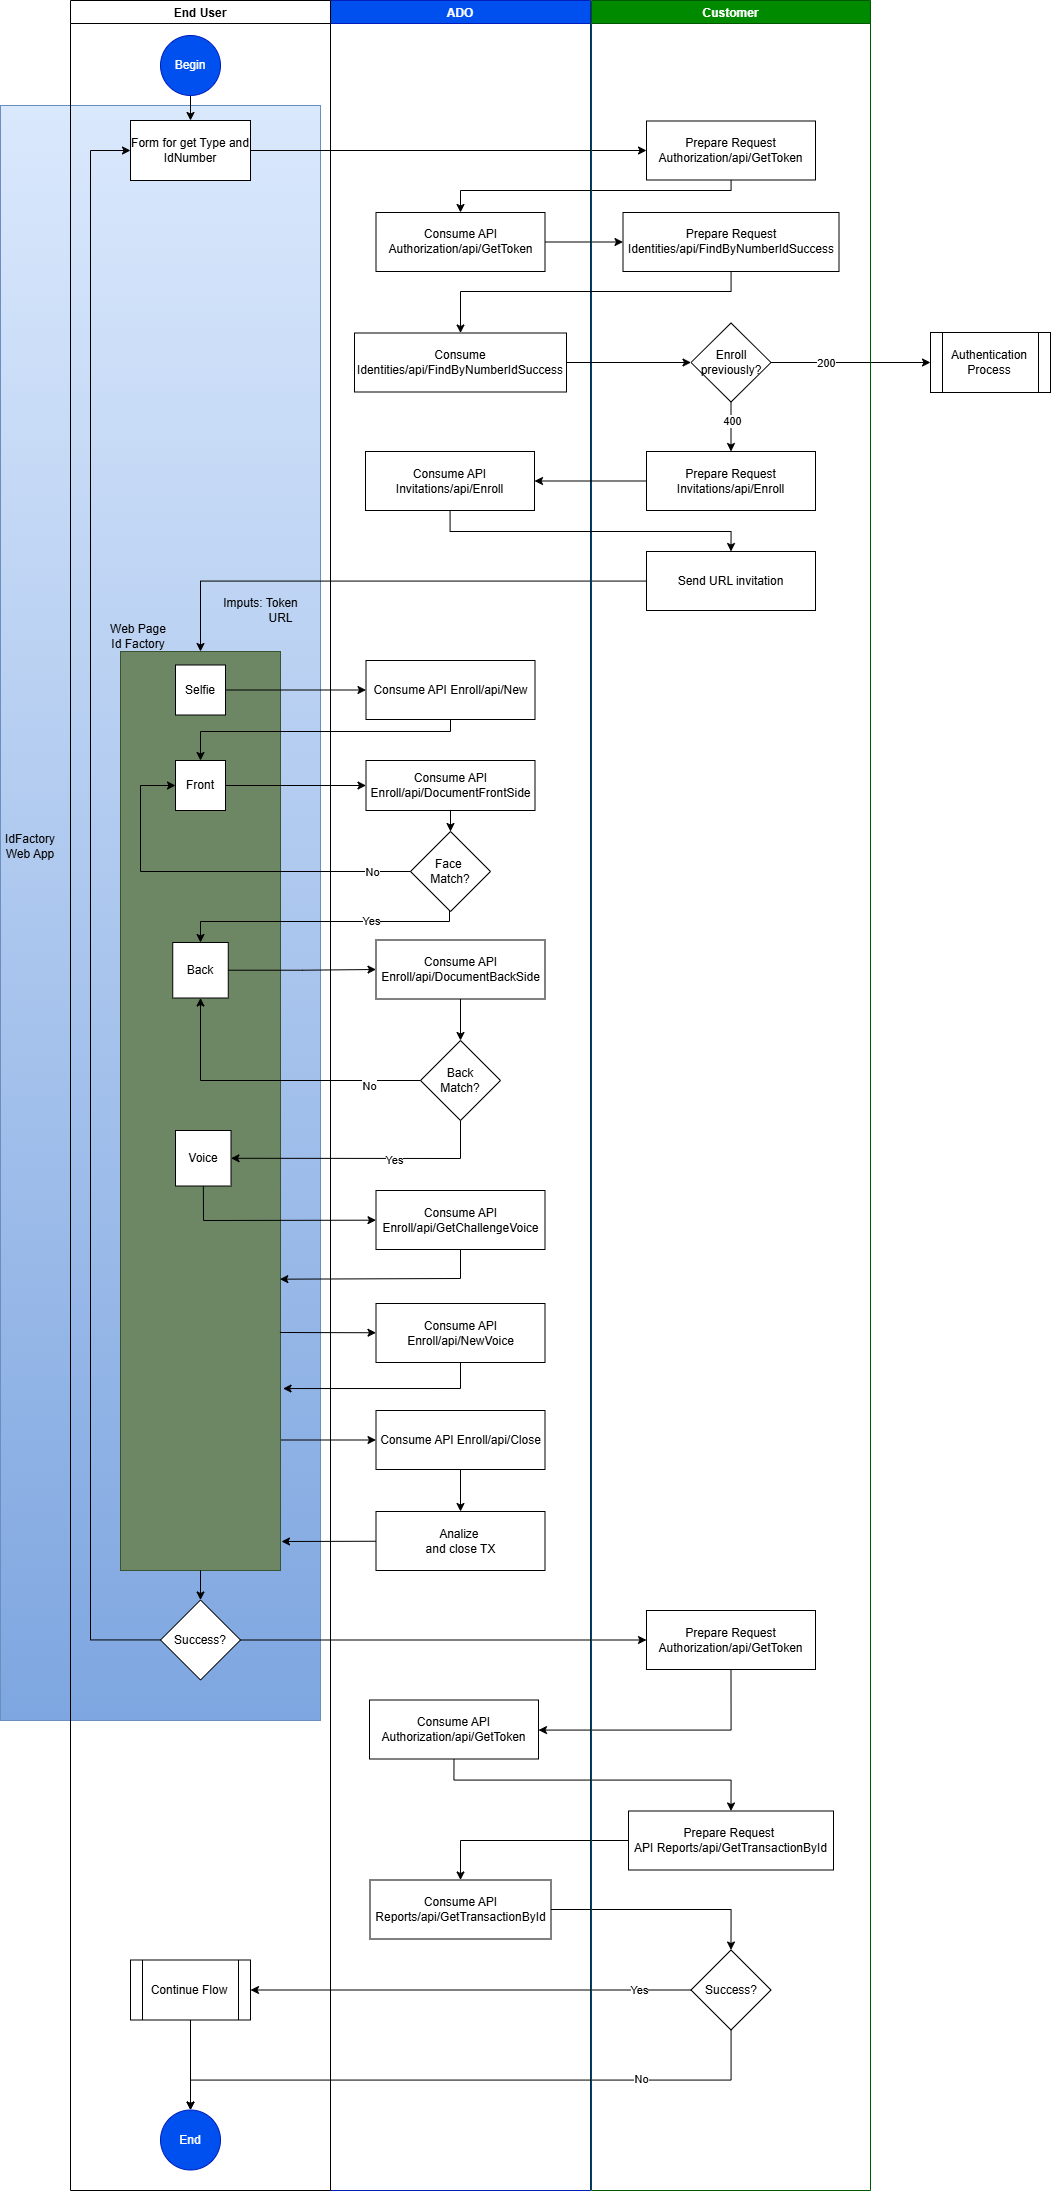 End User
ADO
Customer
Begin
Form for get Type and
IdNumber
Prepare Request
Authorization/api/GetToken
Consume API
Authorization/api/GetToken
Prepare Request
Identities/api/FindByNumberIdSuccess
Consume
Identities/api/FindByNumberIdSuccess
Enroll
previously?
200
Authentication
Process
400
Consume API
Invitations/api/Enroll
Prepare Request
Invitations/api/Enroll
Send URL invitation
Imputs: Token
URL
Web Page
Id Factory
Selfie
Consume API Enroll/api/New
Front
Consume API
Enroll/api/DocumentFrontSide
IdFactory
Web App
Face
Match?
No
Yes
Back
Consume API
Enroll/api/DocumentBackSide
Back
Match?
No
Voice
Yes
Consume API
Enroll/api/GetChallengeVoice
Consume API
Enroll/api/NewVoice
Consume API Enroll/api/Close
Analize
and close TX
Success?
Prepare Request
Authorization/api/GetToken
Consume API
Authorization/api/GetToken
Prepare Request
API Reports/api/GetTransactionById
Consume API
Reports/api/GetTransactionById
Continue Flow
Yes
Success?
No
End